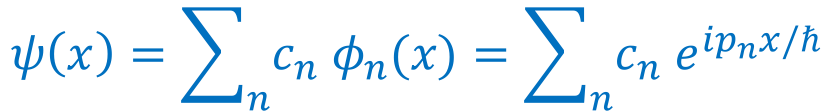 ψ(x) = ∑ₙ cₙ ϕₙ(x) = ∑ₙ cₙ e^{ipₙx/ℏ}